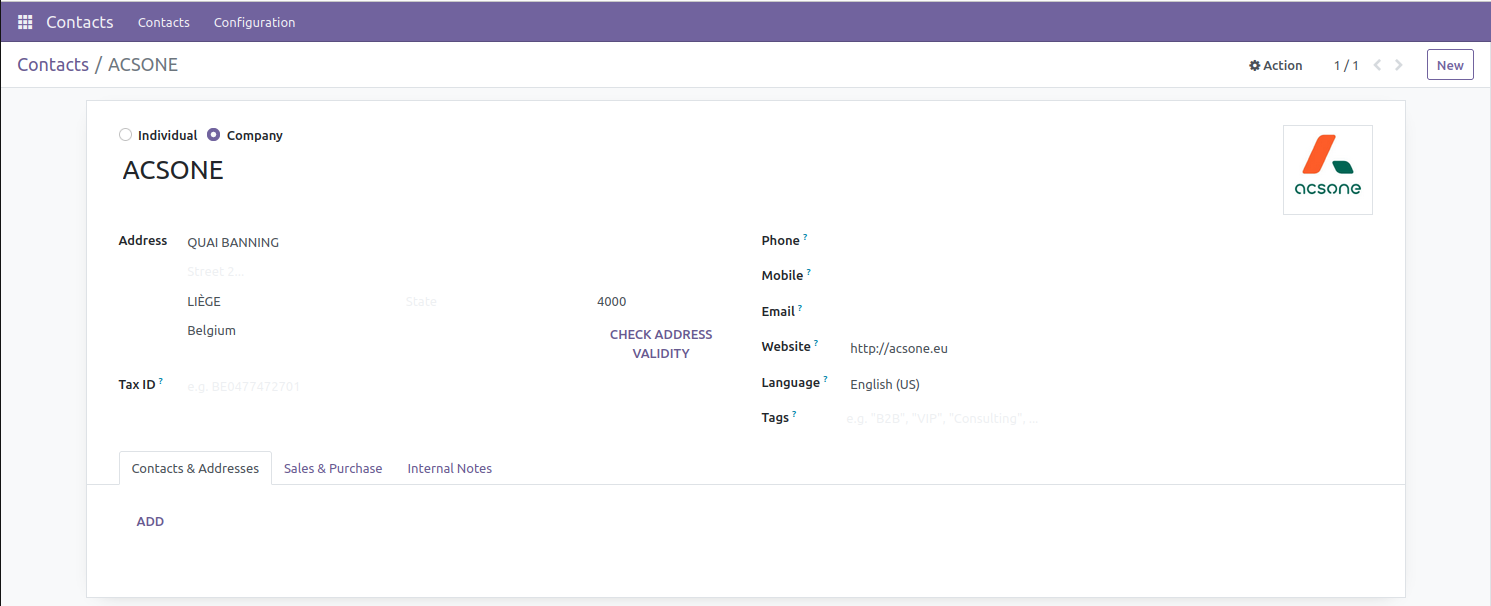 Contacts Contacts Configuration
Contacts / ACSONE Action 1 / 1 New
Individual Company
ACSONE
acsone
Address QUAI BANNING
Street 2...
LIÈGE State 4000
Belgium
CHECK ADDRESS
VALIDITY
Tax ID ? e.g. BE0477472701
Phone ?
Mobile ?
Email ?
Website ? http://acsone.eu
Language ? English (US)
Tags ? e.g. "B2B", "VIP", "Consulting", ...
Contacts & Addresses Sales & Purchase Internal Notes
ADD